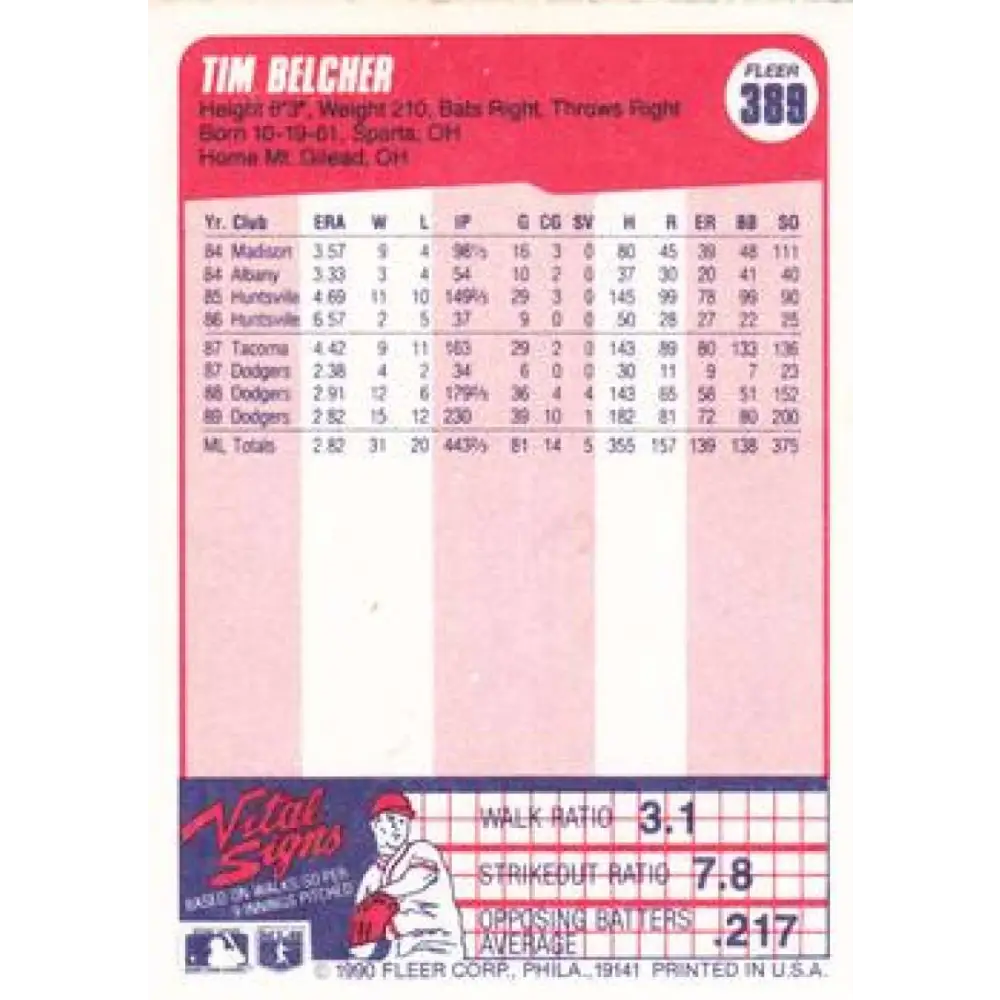 TIM BELCHER
FLEER
389
Height 6'3", Weight 210, Bats Right, Throws Right
Born 10-19-61, Sparta, OH
Home Mt. Gilead, OH
Yr. Club ERA W L IP G CG SV H R ER BB SO
84 Madison 3.57 9 4 98⅓ 16 3 0 80 45 39 48 111
84 Albany 3.33 3 4 54 10 2 0 37 30 20 41 40
85 Huntsville 4.69 11 10 149⅔ 29 3 0 145 99 78 99 90
86 Huntsville 6.57 2 5 37 9 0 0 50 28 27 22 25
87 Tacoma 4.42 9 11 163 29 2 0 143 89 80 133 136
87 Dodgers 2.38 4 2 34 6 0 0 30 11 9 7 23
88 Dodgers 2.91 12 6 179⅔ 36 4 4 143 65 58 51 152
89 Dodgers 2.82 15 12 230 39 10 1 182 81 72 80 200
ML Totals 2.82 31 20 443⅔ 81 14 5 355 157 139 138 375
Vital Signs
BASED ON WALKS, SO PER
9 INNINGS PITCHED
WALK RATIO 3.1
STRIKEOUT RATIO 7.8
OPPOSING BATTERS
AVERAGE .217
© 1990 FLEER CORP., PHILA., 19141 PRINTED IN U.S.A.